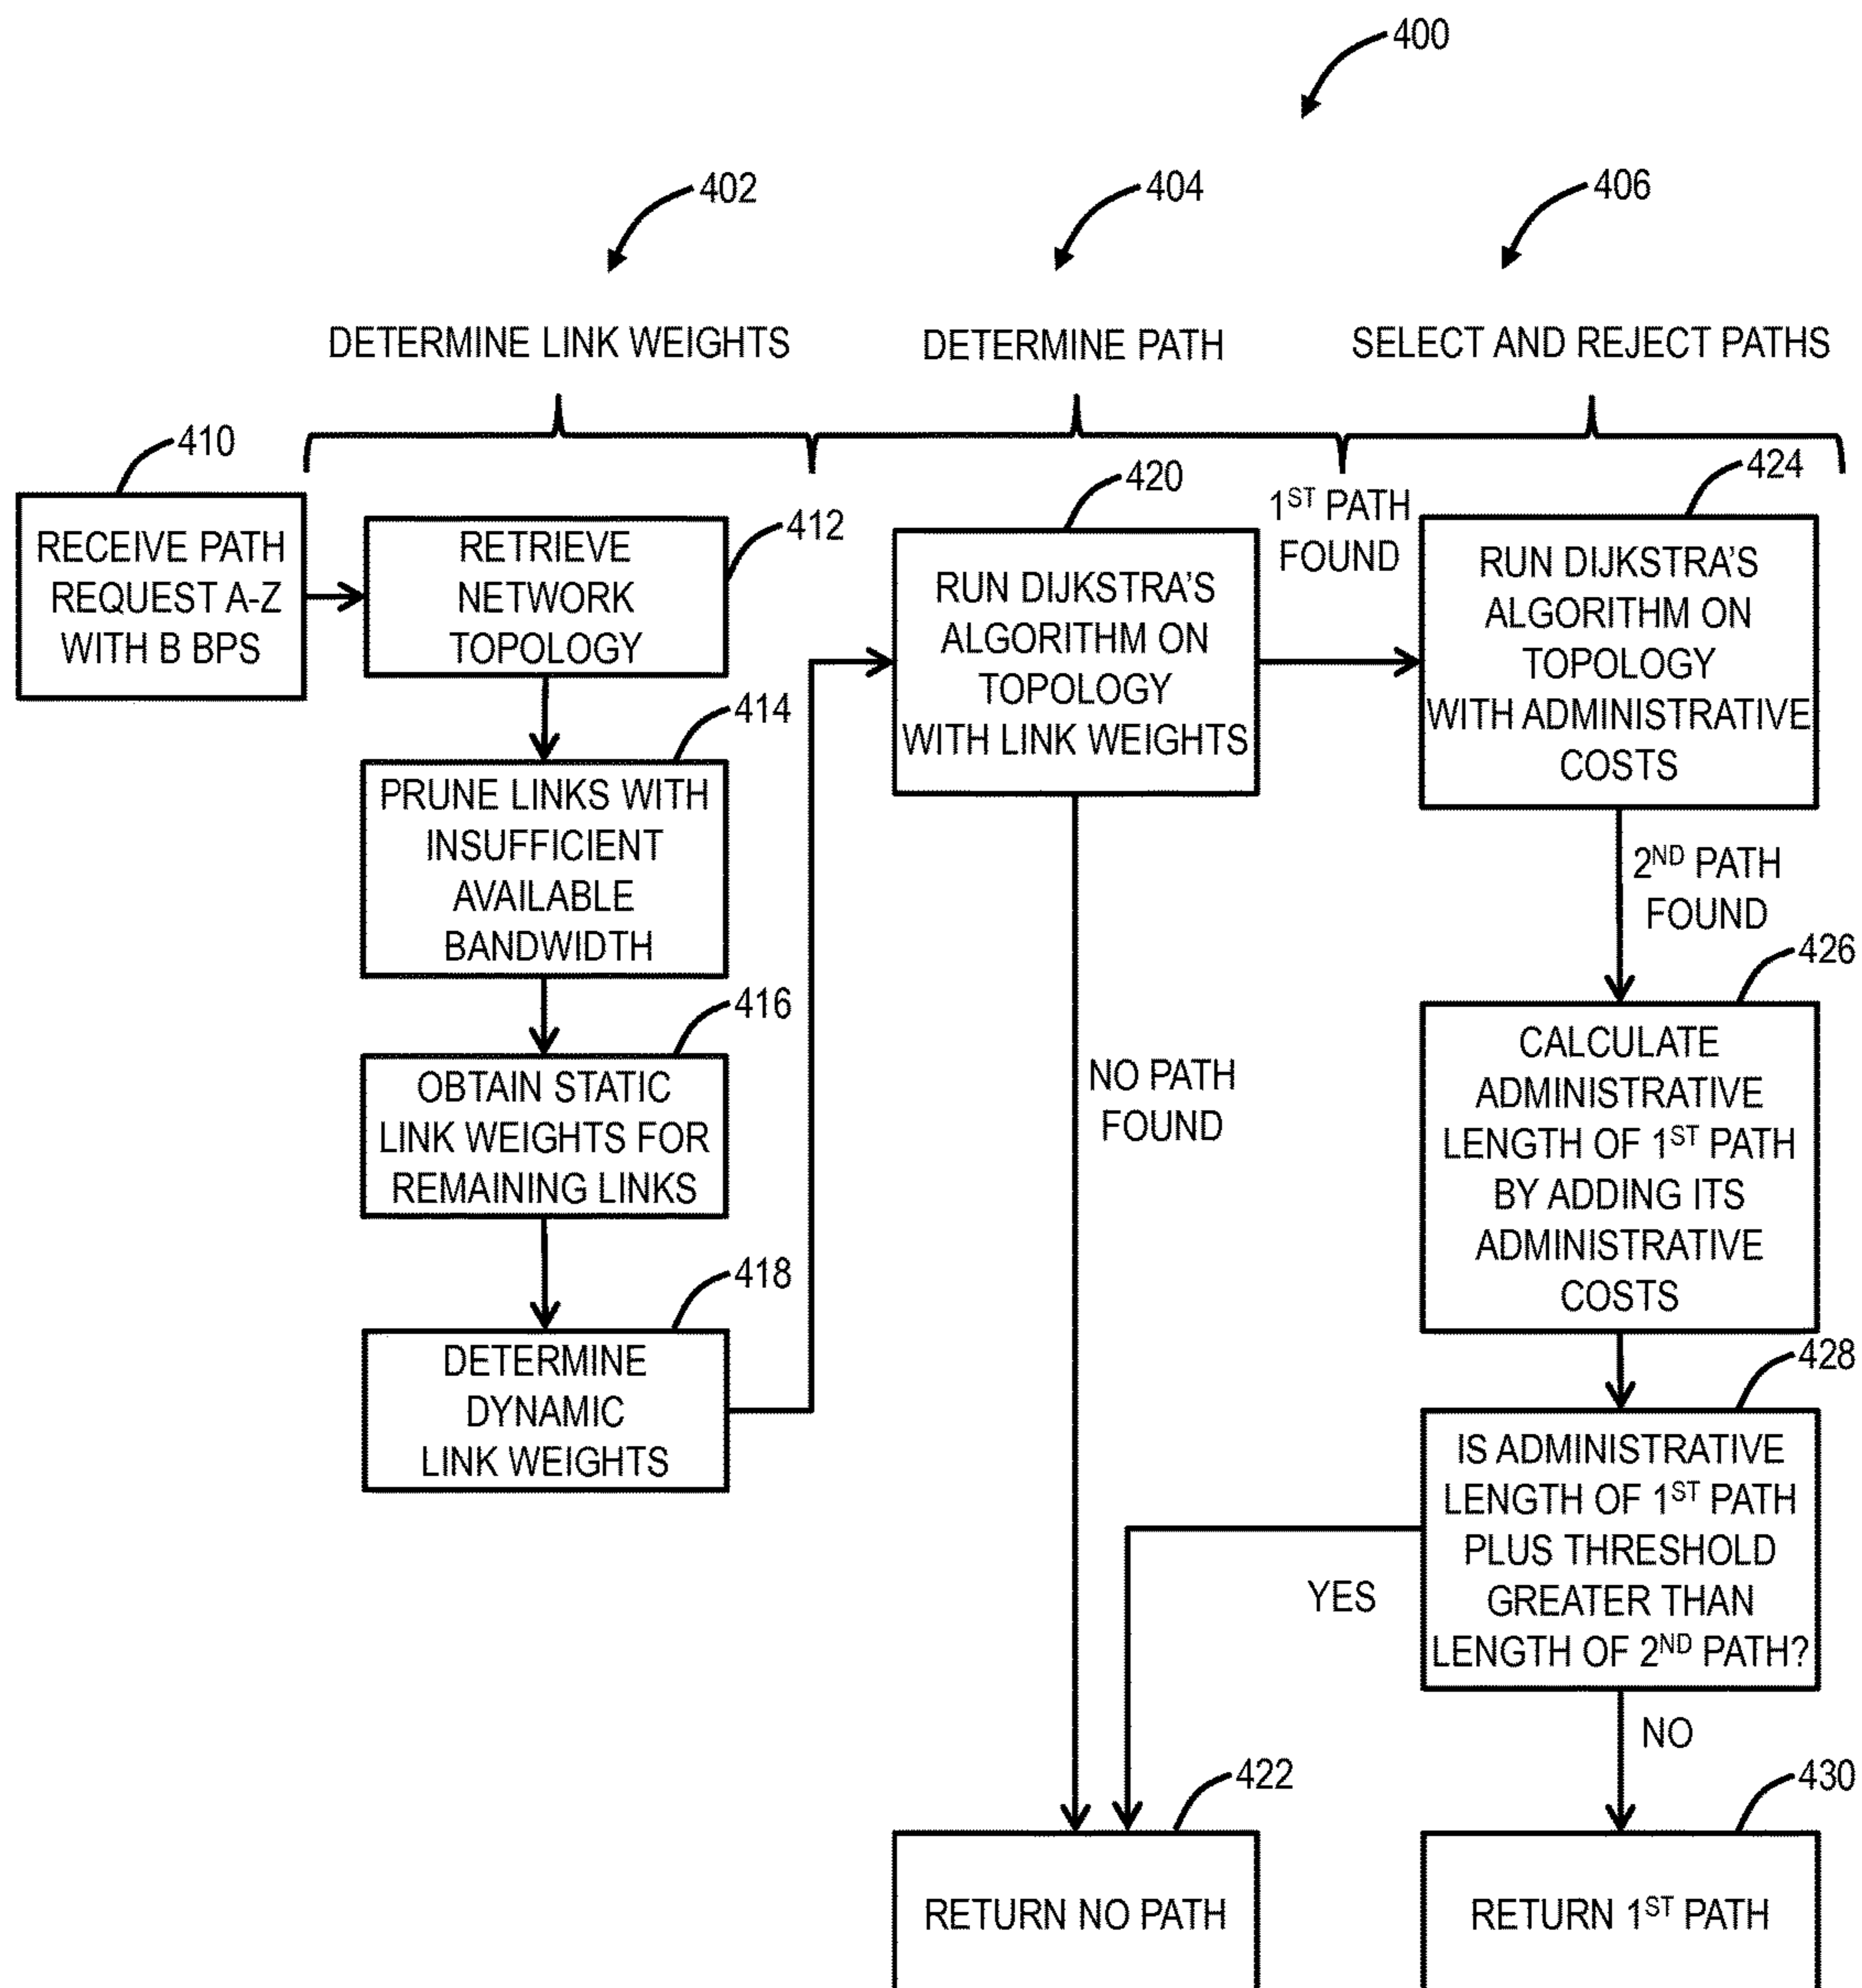 400
402
404
406
DETERMINE LINK WEIGHTS
DETERMINE PATH
SELECT AND REJECT PATHS
410
RECEIVE PATH
REQUEST A-Z
WITH B BPS
412
RETRIEVE
NETWORK
TOPOLOGY
414
PRUNE LINKS WITH
INSUFFICIENT
AVAILABLE
BANDWIDTH
416
OBTAIN STATIC
LINK WEIGHTS FOR
REMAINING LINKS
418
DETERMINE
DYNAMIC
LINK WEIGHTS
420
RUN DIJKSTRA'S
ALGORITHM ON
TOPOLOGY
WITH LINK WEIGHTS
1ST PATH
FOUND
NO PATH
FOUND
424
RUN DIJKSTRA'S
ALGORITHM ON
TOPOLOGY
WITH ADMINISTRATIVE
COSTS
2ND PATH
FOUND
426
CALCULATE
ADMINISTRATIVE
LENGTH OF 1ST PATH
BY ADDING ITS
ADMINISTRATIVE
COSTS
428
IS ADMINISTRATIVE
LENGTH OF 1ST PATH
PLUS THRESHOLD
GREATER THAN
LENGTH OF 2ND PATH?
YES
NO
422
RETURN NO PATH
430
RETURN 1ST PATH